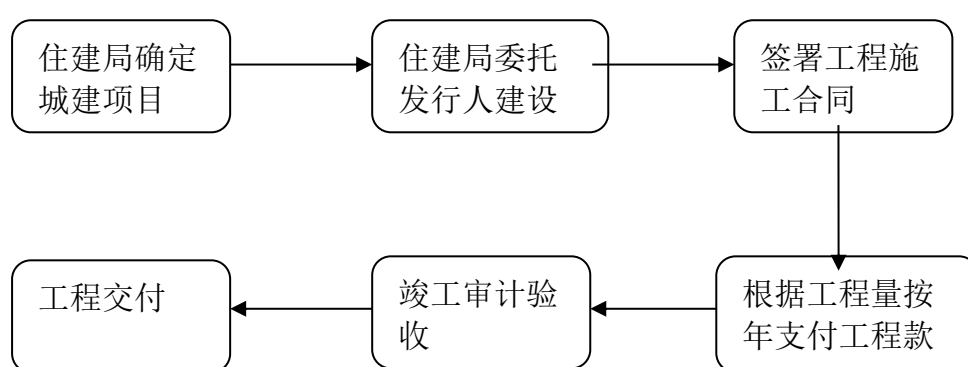 住建局确定
城建项目
住建局委托
发行人建设
签署工程施
工合同
根据工程量按
年支付工程款
竣工审计验
收
工程交付